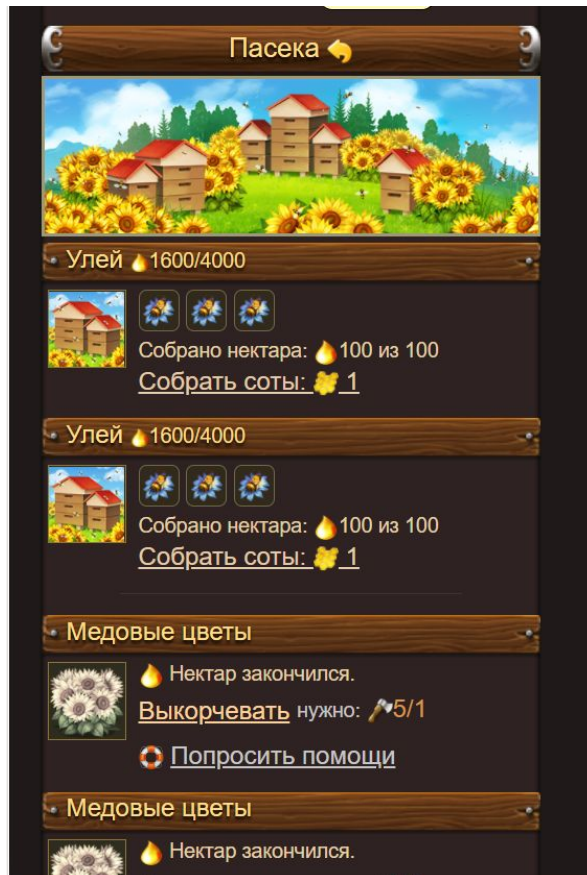 Пасека
Улей 1600/4000
Собрано нектара: 100 из 100
Собрать соты: 1
Улей 1600/4000
Собрано нектара: 100 из 100
Собрать соты: 1
Медовые цветы
Нектар закончился.
Выкорчевать нужно: 5/1
Попросить помощи
Медовые цветы
Нектар закончился.